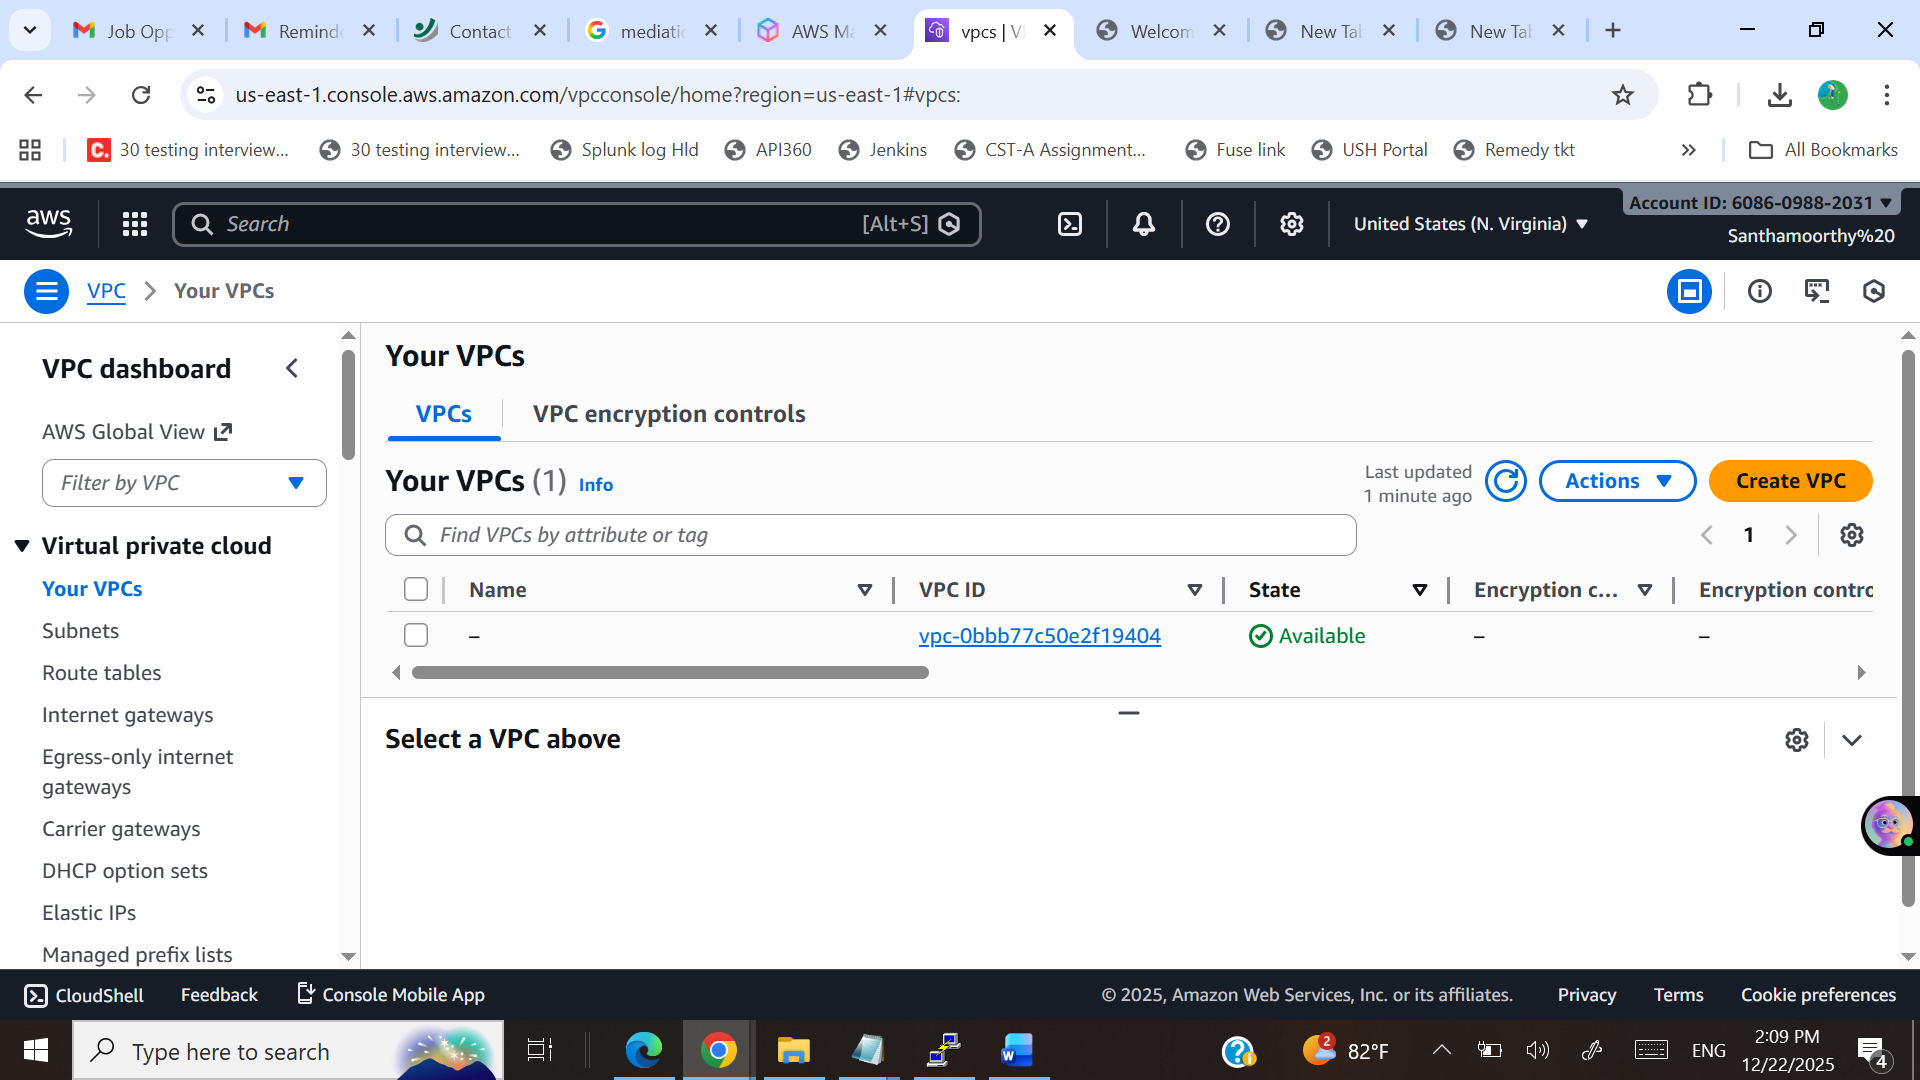 Job Opp
Reminde
Contact
mediatio
AWS Ma
vpcs | V
Welcom
New Tab
New Tab
us-east-1.console.aws.amazon.com/vpcconsole/home?region=us-east-1#vpcs:
30 testing interview...
30 testing interview...
Splunk log Hld
API360
Jenkins
CST-A Assignment...
Fuse link
USH Portal
Remedy tkt
All Bookmarks
aws
Search
[Alt+S]
United States (N. Virginia)
Account ID: 6086-0988-2031
Santhamoorthy%20
VPC
Your VPCs
VPC dashboard
AWS Global View
Filter by VPC
Virtual private cloud
Your VPCs
Subnets
Route tables
Internet gateways
Egress-only internet
gateways
Carrier gateways
DHCP option sets
Elastic IPs
Managed prefix lists
Your VPCs
VPCs
VPC encryption controls
Your VPCs (1) Info
Last updated
1 minute ago
Actions
Create VPC
Find VPCs by attribute or tag
1
Name
VPC ID
State
Encryption c...
Encryption contro
–
vpc-0bbb77c50e2f19404
Available
–
–
Select a VPC above
CloudShell
Feedback
Console Mobile App
© 2025, Amazon Web Services, Inc. or its affiliates.
Privacy
Terms
Cookie preferences
Type here to search
2
82°F
ENG
2:09 PM
12/22/2025
4